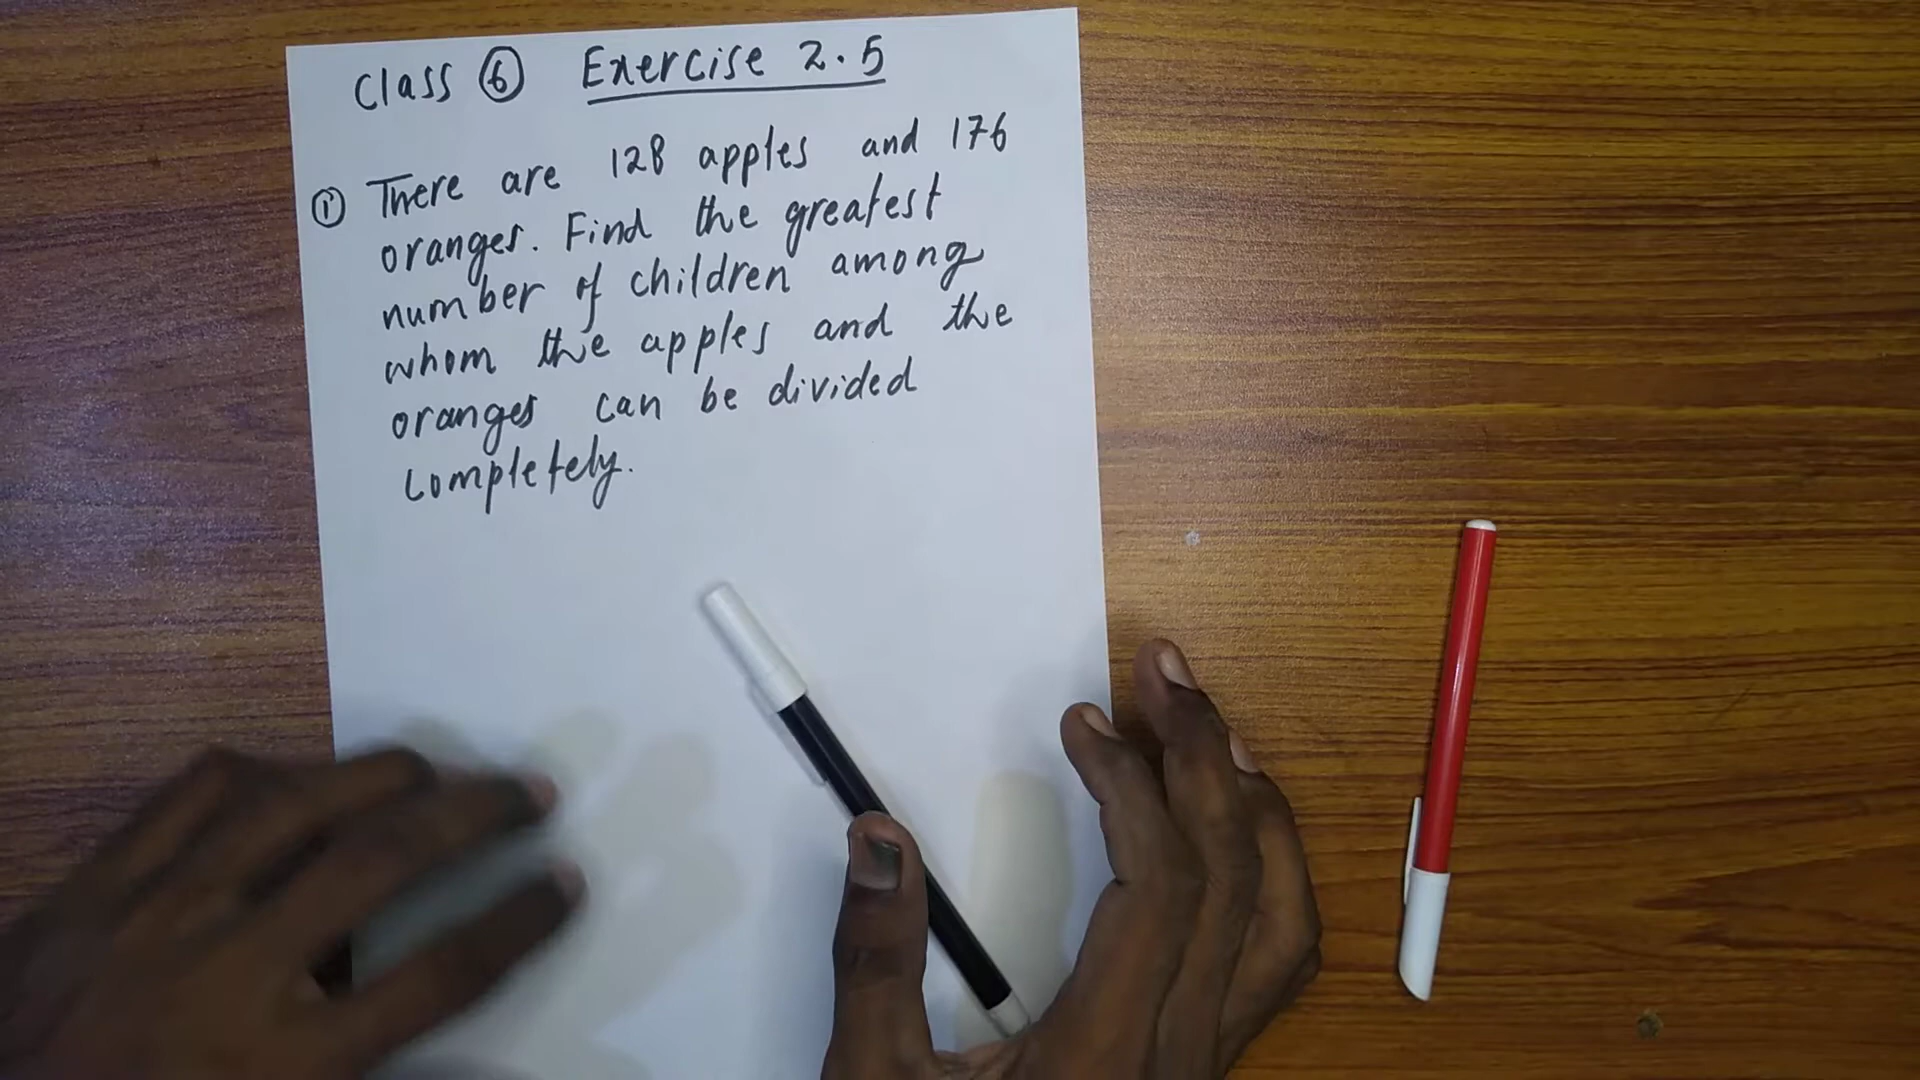 Class ⑥ Exercise 2.5
① There are 128 apples and 176
oranges. Find the greatest
number of children among
whom the apples and the
oranges can be divided
completely.